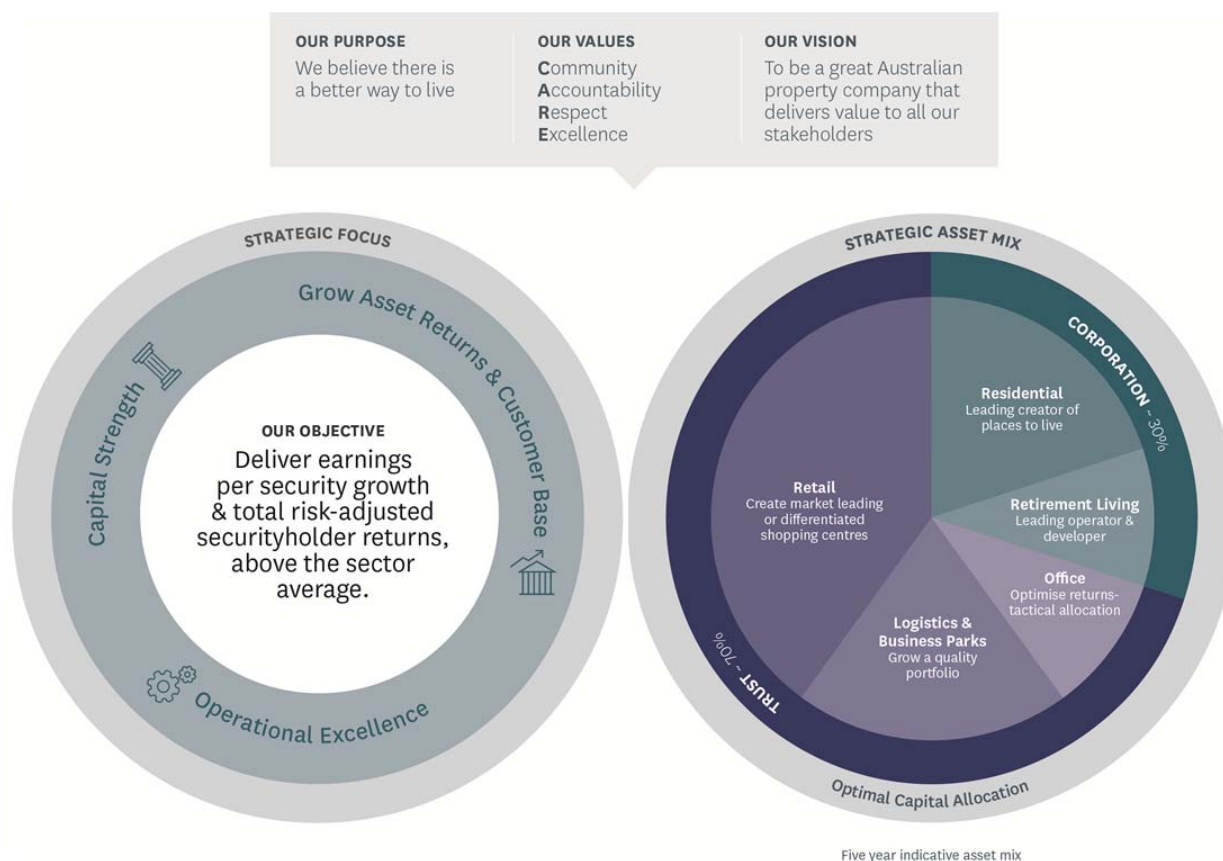 OUR PURPOSE
We believe there is
a better way to live
OUR VALUES
Community
Accountability
Respect
Excellence
OUR VISION
To be a great Australian
property company that
delivers value to all our
stakeholders
STRATEGIC FOCUS
Grow Asset Returns & Customer Base
Capital Strength
Operational Excellence
OUR OBJECTIVE
Deliver earnings
per security growth
& total risk-adjusted
securityholder returns,
above the sector
average.
STRATEGIC ASSET MIX
CORPORATION ~ 30%
Residential
Leading creator of
places to live
Retirement Living
Leading operator &
developer
Office
Optimise returns-
tactical allocation
Logistics &
Business Parks
Grow a quality
portfolio
Retail
Create market leading
or differentiated
shopping centres
TRUST ~ 70%
Optimal Capital Allocation
Five year indicative asset mix